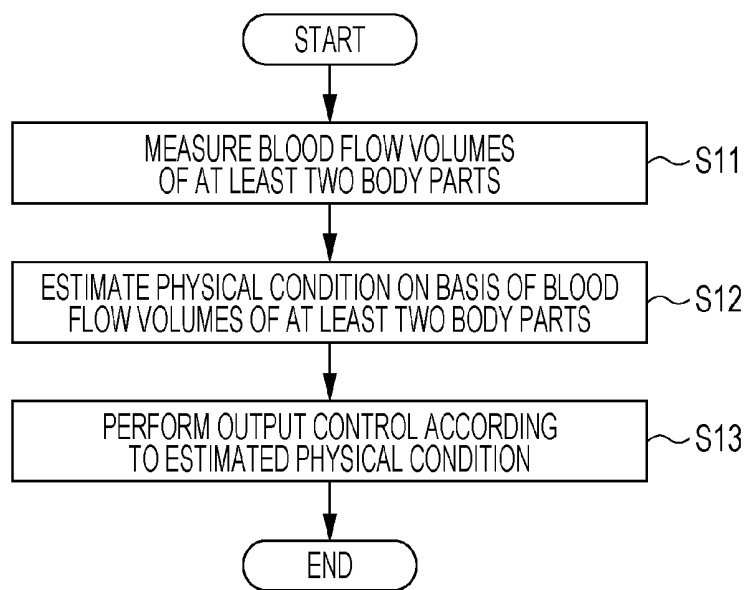 START
MEASURE BLOOD FLOW VOLUMES
OF AT LEAST TWO BODY PARTS
S11
ESTIMATE PHYSICAL CONDITION ON BASIS OF BLOOD
FLOW VOLUMES OF AT LEAST TWO BODY PARTS
S12
PERFORM OUTPUT CONTROL ACCORDING
TO ESTIMATED PHYSICAL CONDITION
S13
END